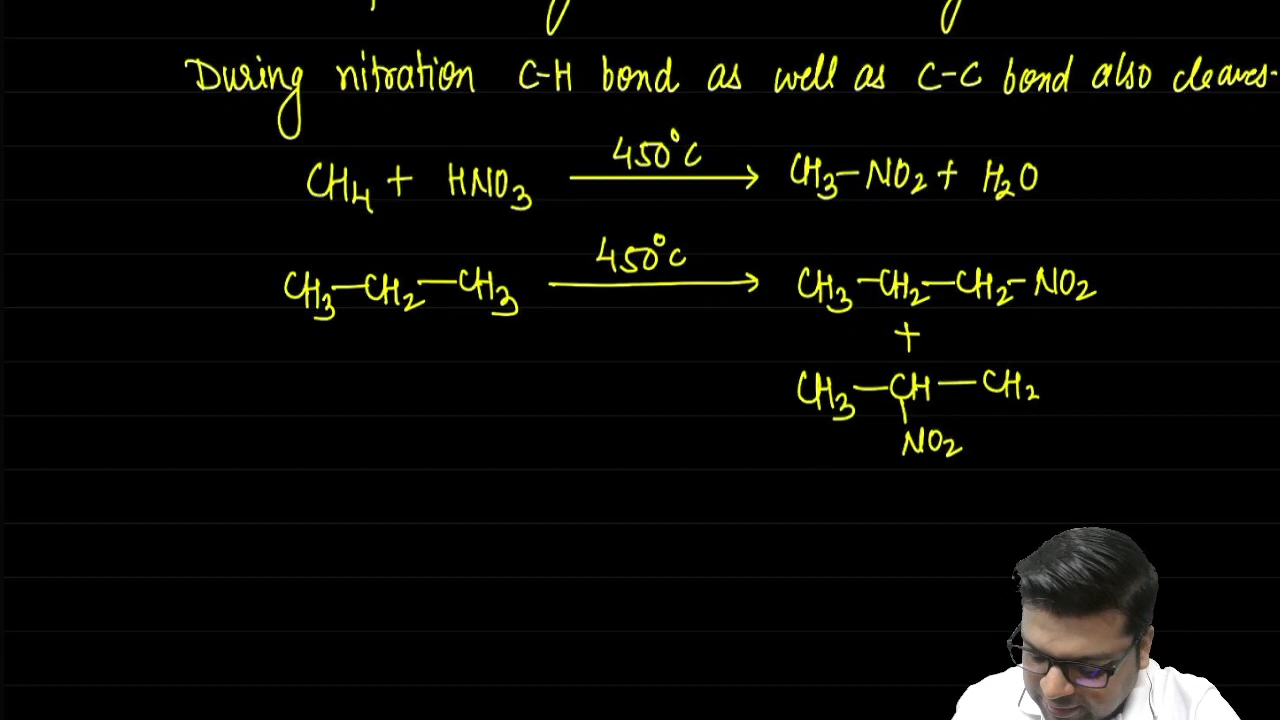 During nitration C-H bond as well as C-C bond also cleaves.
CH₄ + HNO₃ —450°C→ CH₃-NO₂ + H₂O
CH₃-CH₂-CH₃ —450°C→ CH₃-CH₂-CH₂-NO₂
+
CH₃-CH-CH₂
NO₂